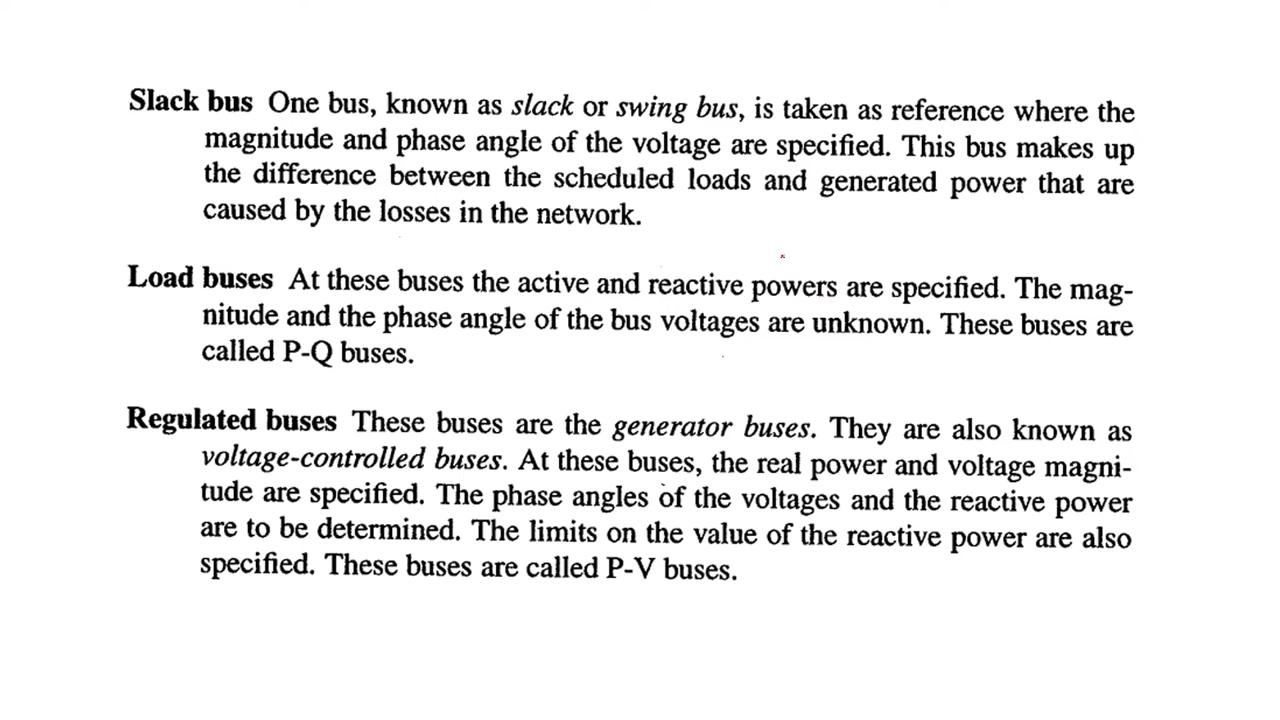 Slack bus One bus, known as slack or swing bus, is taken as reference where the
magnitude and phase angle of the voltage are specified. This bus makes up
the difference between the scheduled loads and generated power that are
caused by the losses in the network.
Load buses At these buses the active and reactive powers are specified. The mag-
nitude and the phase angle of the bus voltages are unknown. These buses are
called P-Q buses.
Regulated buses These buses are the generator buses. They are also known as
voltage-controlled buses. At these buses, the real power and voltage magni-
tude are specified. The phase angles of the voltages and the reactive power
are to be determined. The limits on the value of the reactive power are also
specified. These buses are called P-V buses.